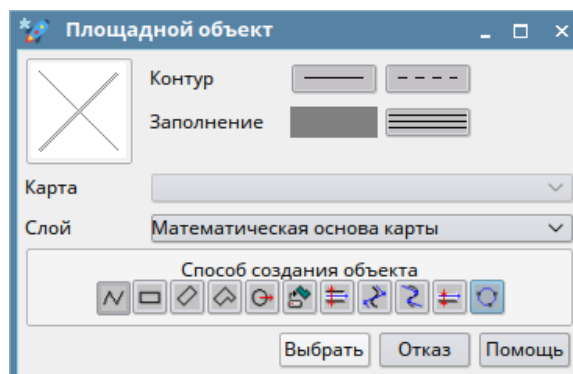 Площадной объект
Контур
Заполнение
Карта
Слой Математическая основа карты
Способ создания объекта
Выбрать Отказ Помощь